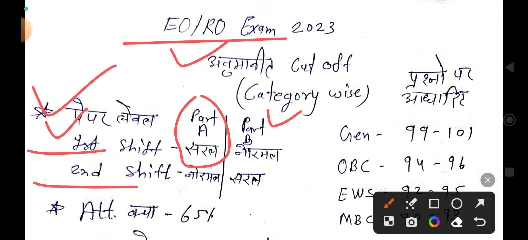 EO/RO Exam 2023
अनुमानित Cut off
(Category wise)
प्रश्नो पर
आधारित
* पेपर लेवल Part A Part B
1st Shift - सरल नॉरमल
2nd Shift - नॉरमल सरल
* Att. क्या - 65%
Gen - 99 - 101
OBC - 94 - 96
EWS - 95
MBC